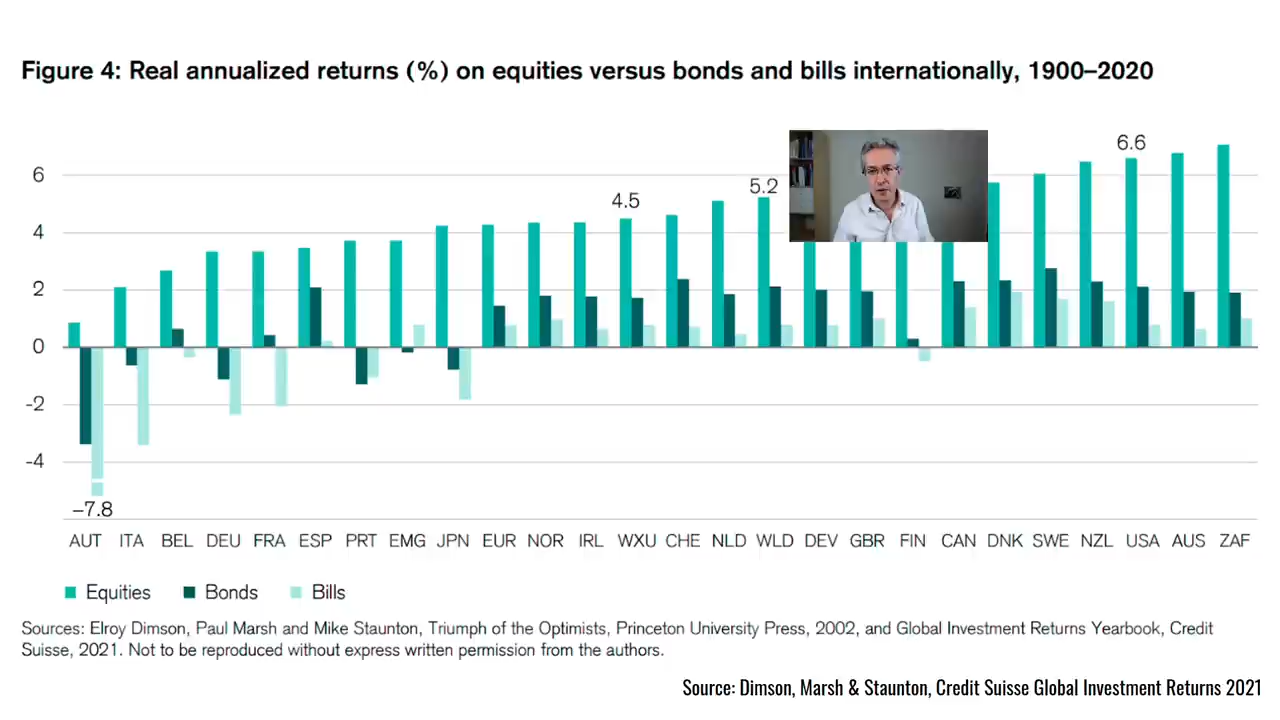 Figure 4: Real annualized returns (%) on equities versus bonds and bills internationally, 1900–2020
6.6
5.2
4.5
6
4
2
0
-2
-4
–7.8
AUT ITA BEL DEU FRA ESP PRT EMG JPN EUR NOR IRL WXU CHE NLD WLD DEV GBR FIN CAN DNK SWE NZL USA AUS ZAF
Equities Bonds Bills
Sources: Elroy Dimson, Paul Marsh and Mike Staunton, Triumph of the Optimists, Princeton University Press, 2002, and Global Investment Returns Yearbook, Credit
Suisse, 2021. Not to be reproduced without express written permission from the authors.
Source: Dimson, Marsh & Staunton, Credit Suisse Global Investment Returns 2021